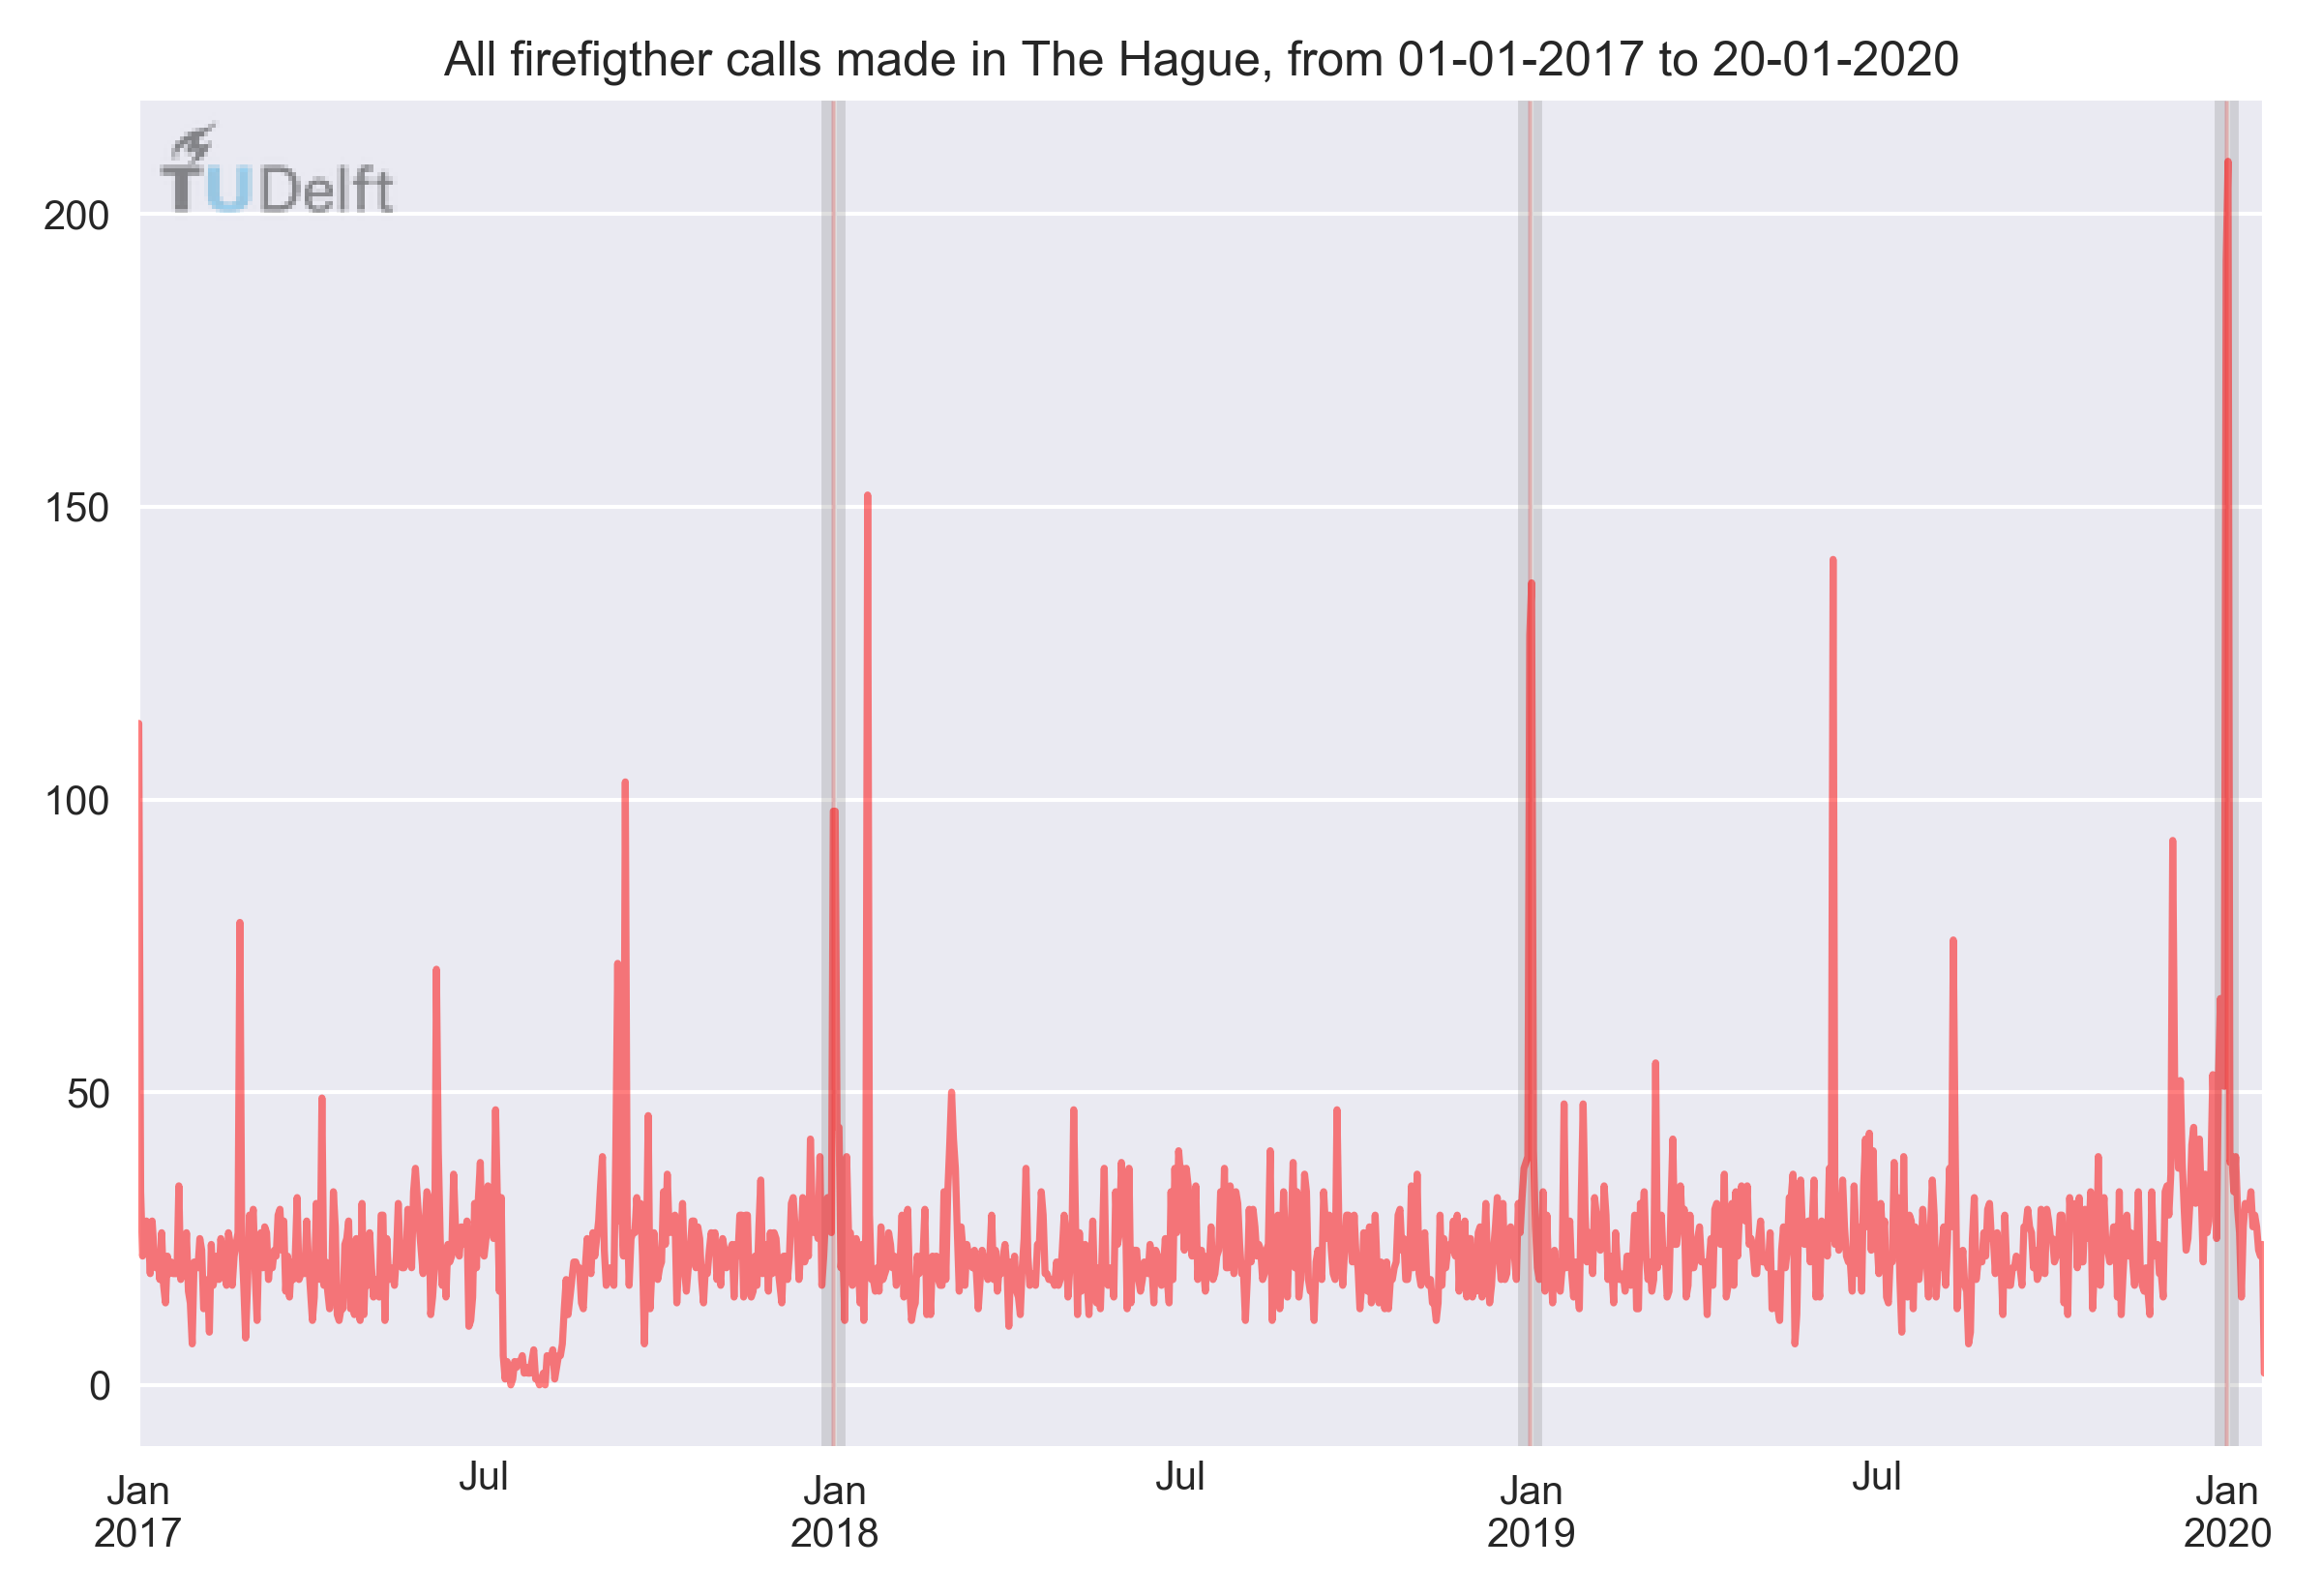 All firefigther calls made in The Hague, from 01-01-2017 to 20-01-2020
TUDelft
200
150
100
50
0
Jan
2017
Jul
Jan
2018
Jul
Jan
2019
Jul
Jan
2020